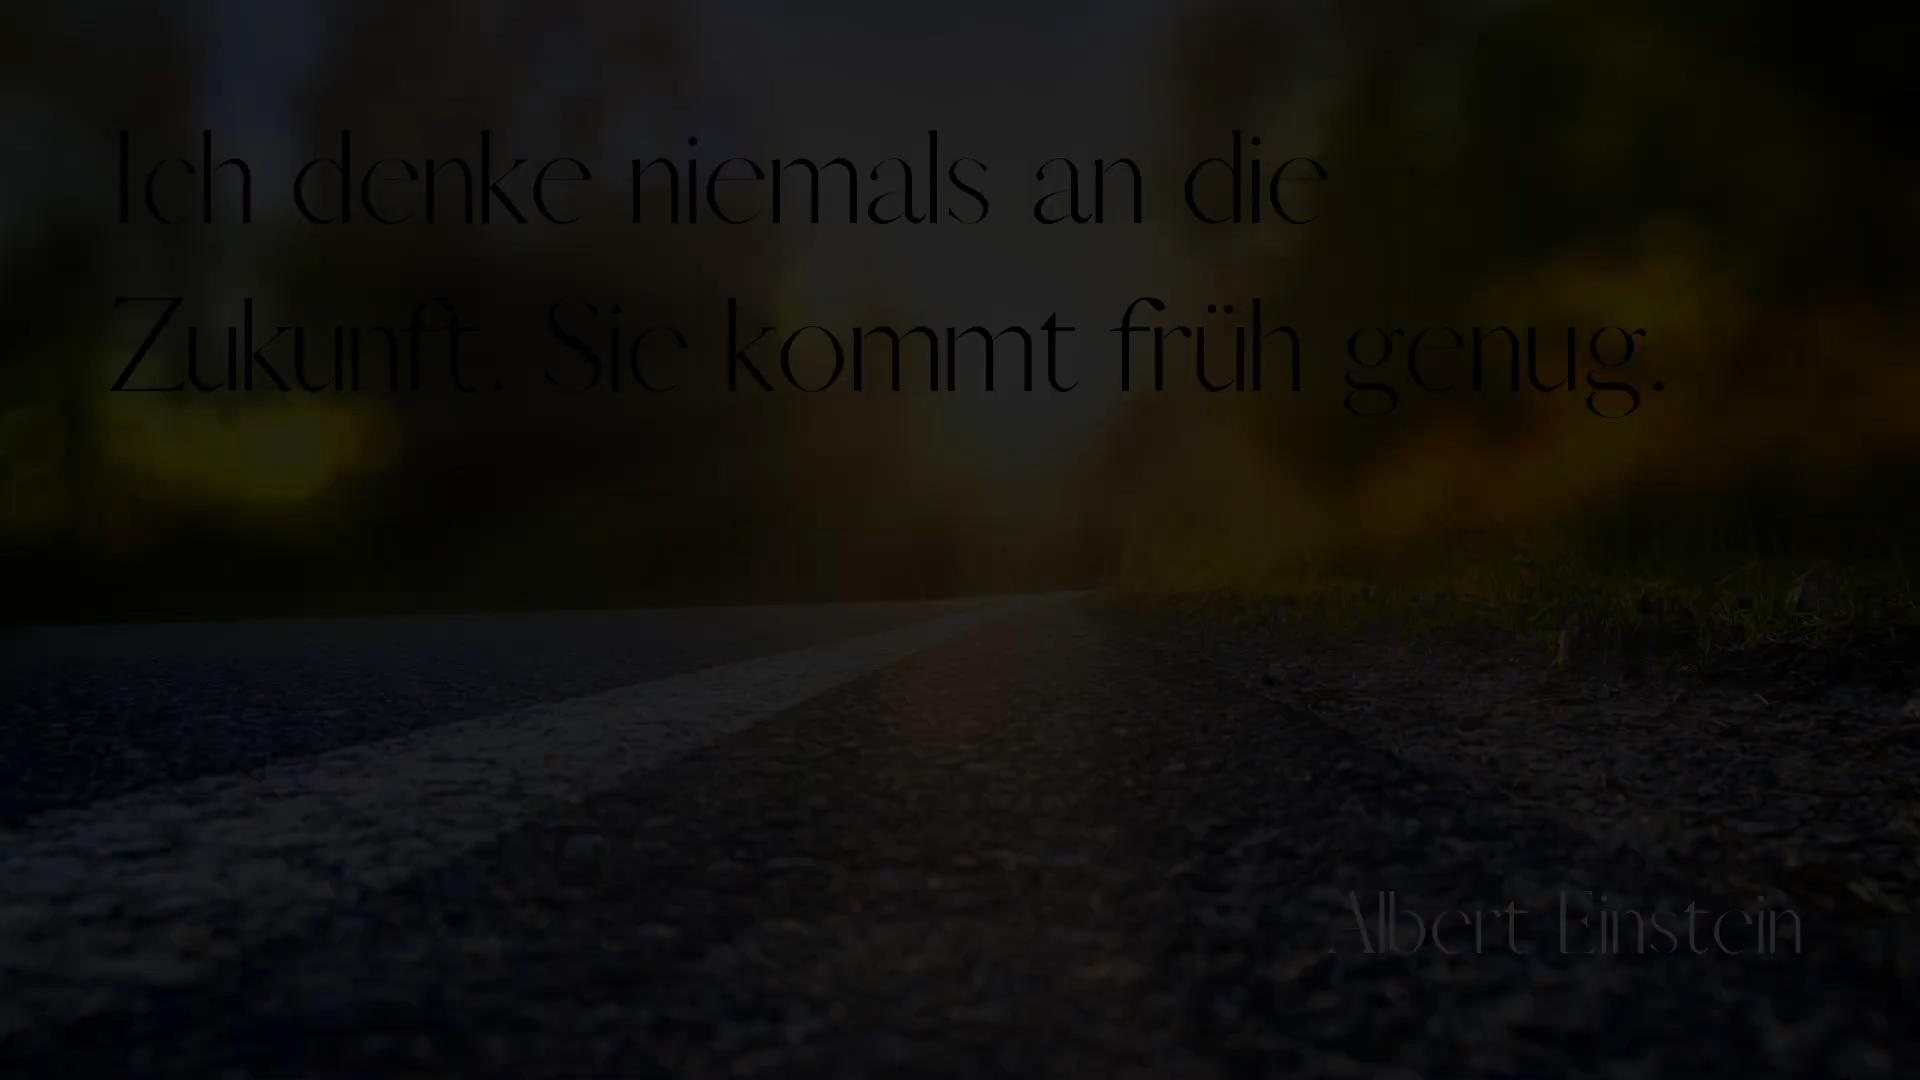 Ich denke niemals an die
Zukunft. Sie kommt früh genug.
Albert Einstein